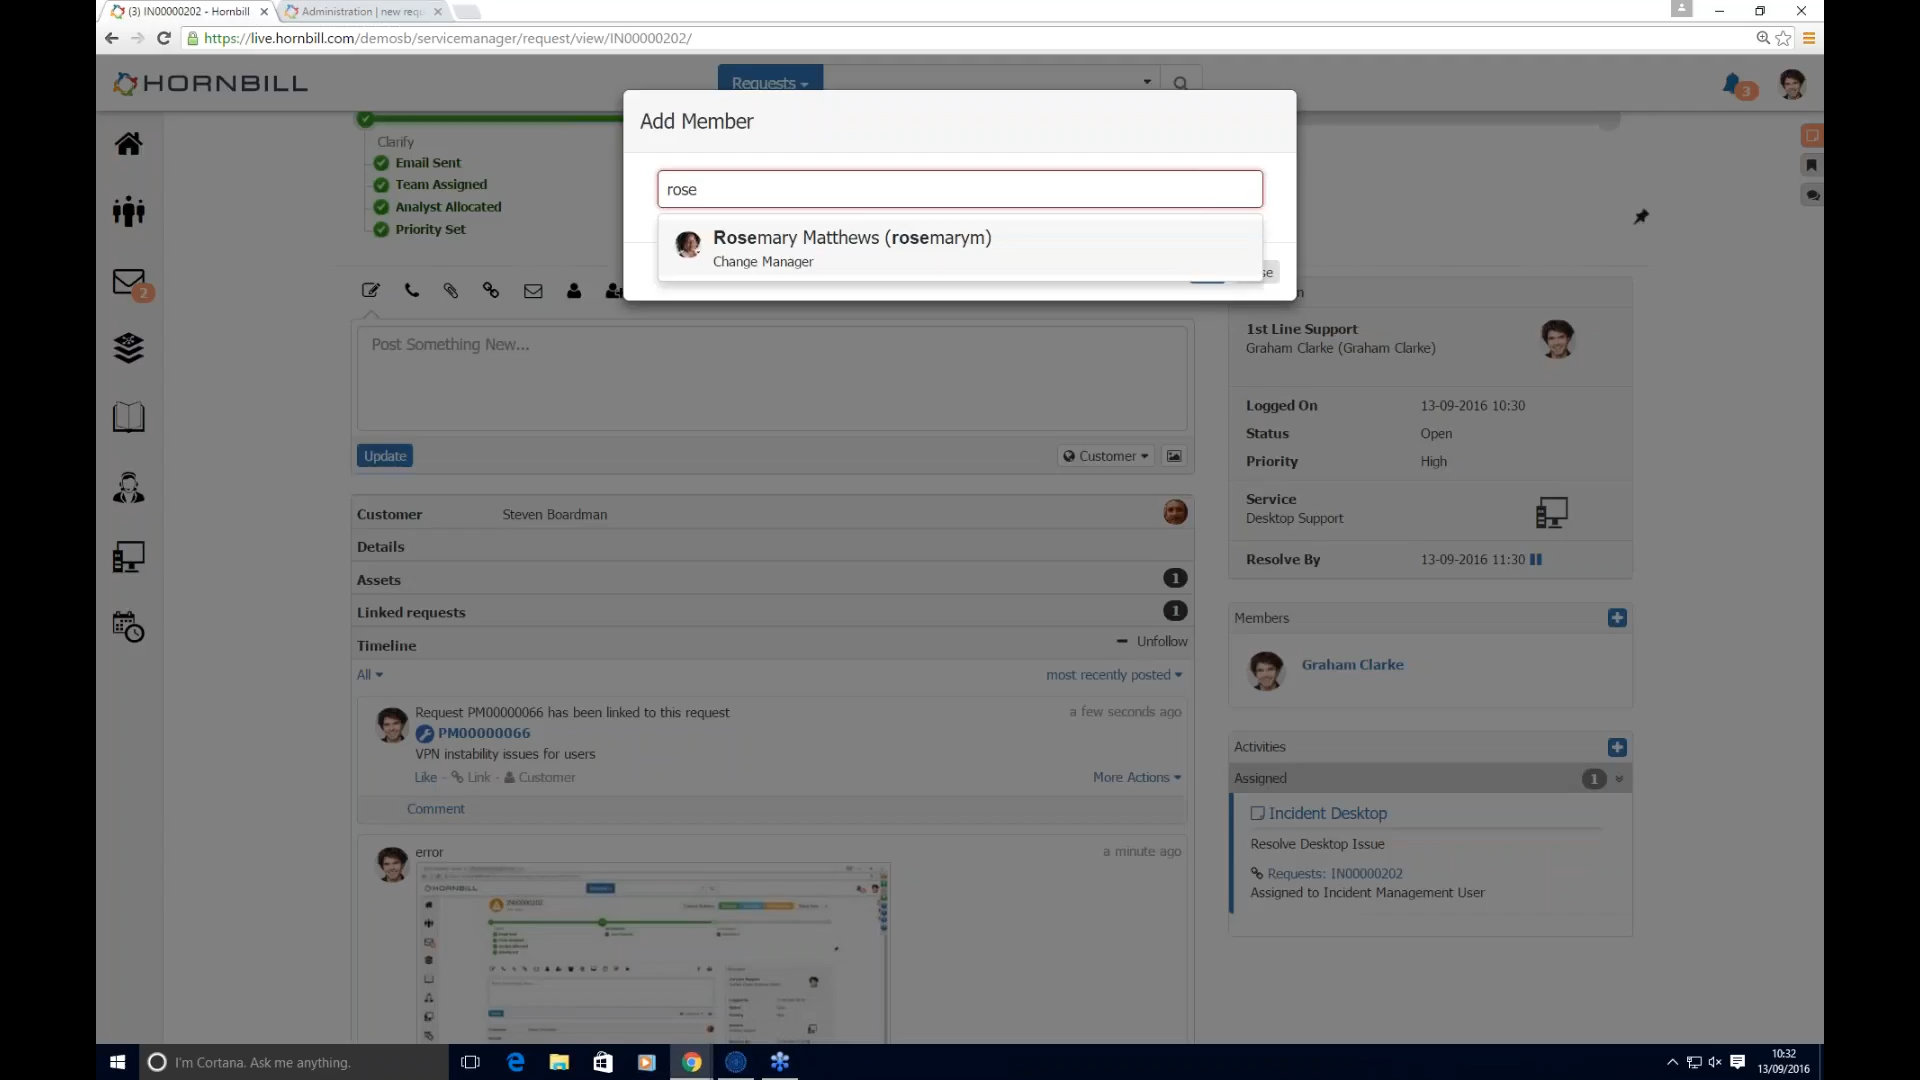 (3) IN00000202 - Hornbill
Administration | new requ
https://live.hornbill.com/demosb/servicemanager/request/view/IN00000202/
HORNBILL
Requests
3
Add Member
rose
Rosemary Matthews (rosemarym)
Change Manager
se
Clarify
Email Sent
Team Assigned
Analyst Allocated
Priority Set
2
Post Something New...
Update
Customer
1st Line Support
Graham Clarke (Graham Clarke)
Logged On 13-09-2016 10:30
Status Open
Priority High
Service
Desktop Support
Resolve By 13-09-2016 11:30
Customer Steven Boardman
Details
Assets 1
Linked requests 1
Timeline Unfollow
All most recently posted
Request PM00000066 has been linked to this request a few seconds ago
PM00000066
VPN instability issues for users
Like - Link - Customer More Actions
Comment
error a minute ago
HORNBILL
Members
Graham Clarke
Activities
Assigned 1
Incident Desktop
Resolve Desktop Issue
Requests: IN00000202
Assigned to Incident Management User
I'm Cortana. Ask me anything.
10:32
13/09/2016